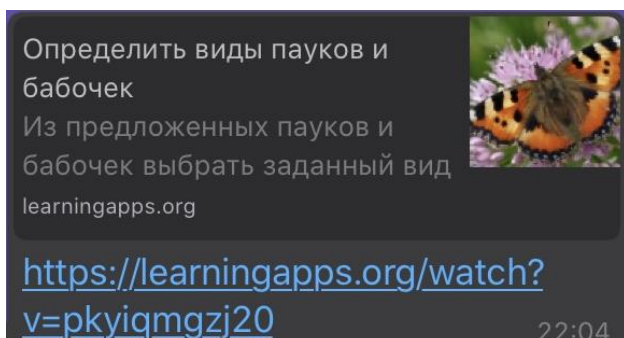 Определить виды пауков и
бабочек
Из предложенных пауков и
бабочек выбрать заданный вид
learningapps.org
https://learningapps.org/watch?
v=pkyiqmgzj20
22:04